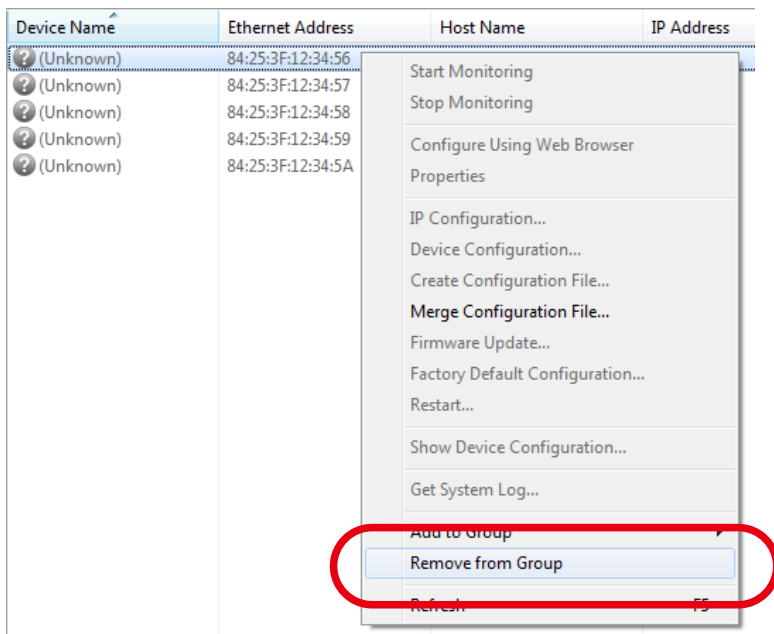 Device Name Ethernet Address Host Name IP Address
(Unknown) 84:25:3F:12:34:56
(Unknown) 84:25:3F:12:34:57
(Unknown) 84:25:3F:12:34:58
(Unknown) 84:25:3F:12:34:59
(Unknown) 84:25:3F:12:34:5A
Start Monitoring
Stop Monitoring
Configure Using Web Browser
Properties
IP Configuration...
Device Configuration...
Create Configuration File...
Merge Configuration File...
Firmware Update...
Factory Default Configuration...
Restart...
Show Device Configuration...
Get System Log...
Add to Group
Remove from Group
Refresh F5